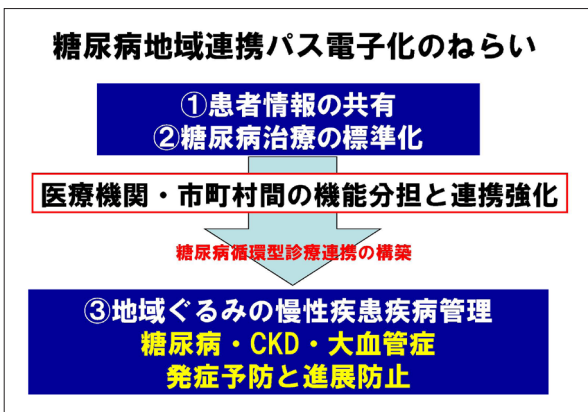 糖尿病地域連携パス電子化のねらい
①患者情報の共有
②糖尿病治療の標準化
医療機関・市町村間の機能分担と連携強化
糖尿病循環型診療連携の構築
③地域ぐるみの慢性疾患疾病管理
糖尿病・CKD・大血管症
発症予防と進展防止